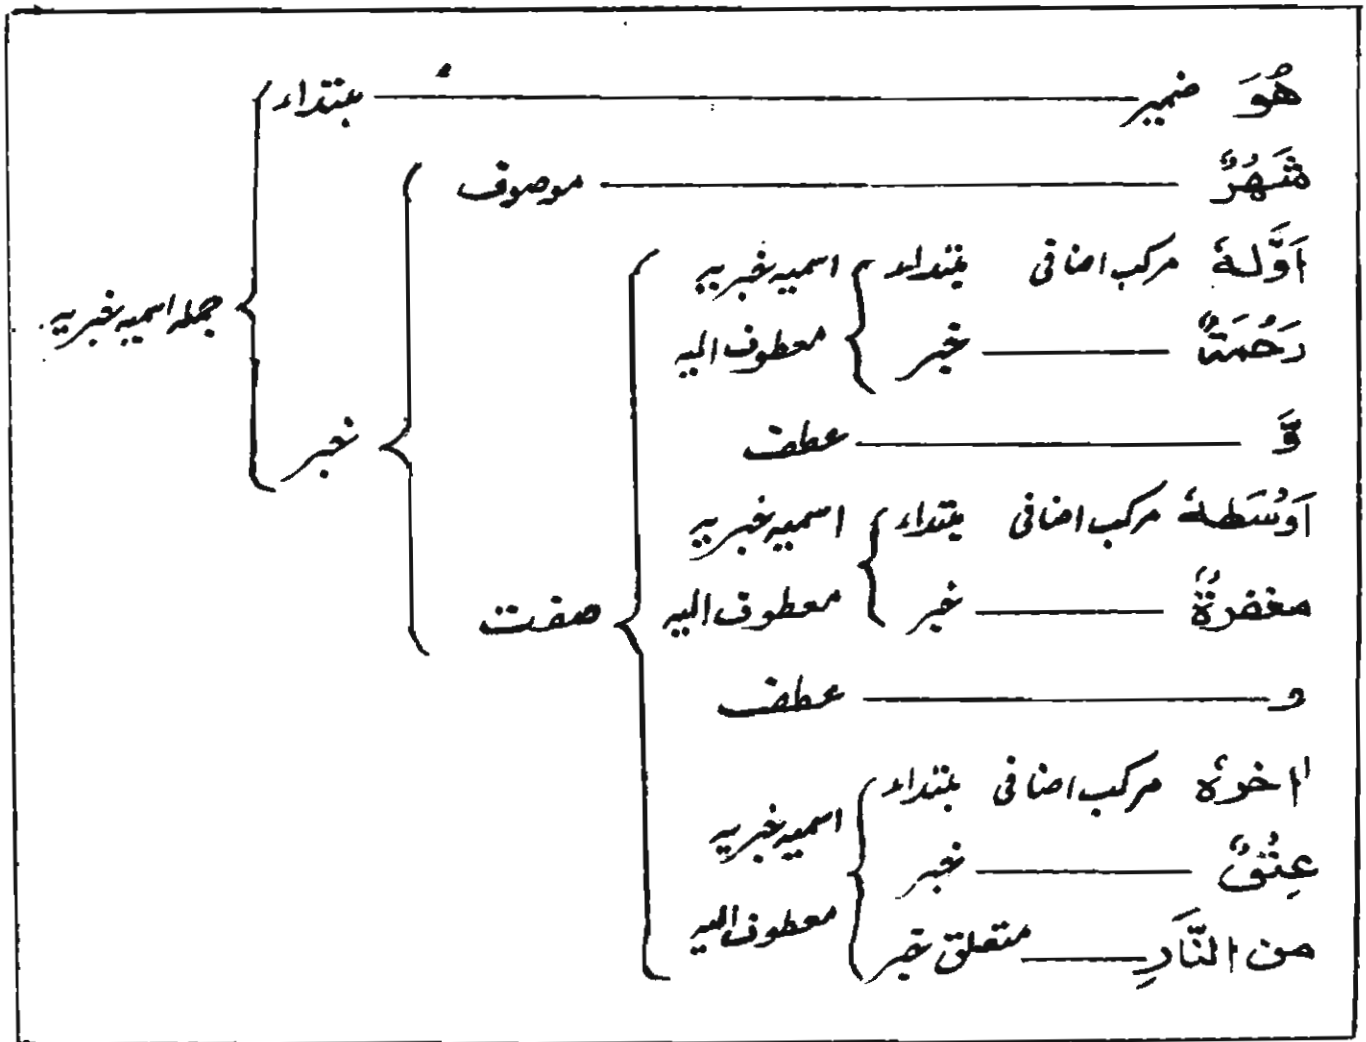 هُوَ ضمیر مبتداء
شَهْرٌ موصوف
اَوَّلُهٗ مرکب اضافی مبتداء اسمیہ خبریہ
رَحْمَةٌ خبر معطوف الیہ
جملہ اسمیہ خبریہ
وَّ عطف
خبر
اَوْسَطُهٗ مرکب اضافی مبتداء اسمیہ خبریہ
مغفرةٌ خبر معطوف الیہ
صفت
و عطف
اٰخرهٗ مرکب اضافی مبتداء اسمیہ خبریہ
عِتْقٌ خبر
معطوف الیہ
من النَّارِ متعلق خبر